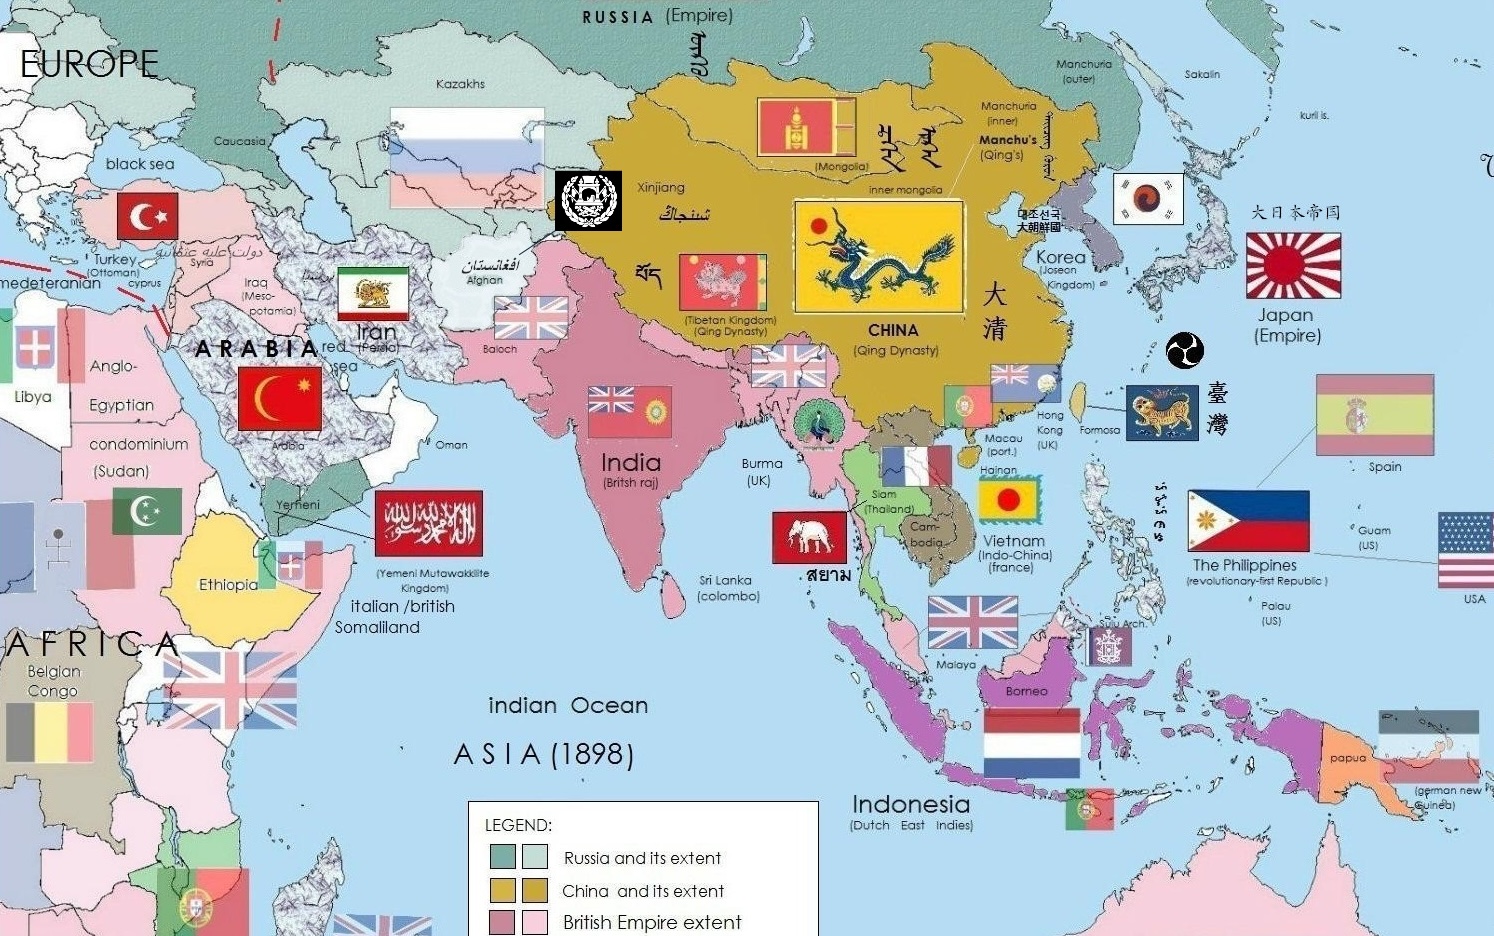 RUSSIA (Empire)
EUROPE
Kazakhs
Manchuria
(outer)
Sakalin
kuril is.
Caucasia
black sea
Manchuria
(inner)
Manchu's
(Qing's)
(Mongolia)
inner mongolia
Xinjiang
شىنجاڭ
대조선국
大朝鮮國
大日本帝国
Turkey
(Ottoman)
دولت عليه عثمانیه
Syria
cyprus
medeteranian
Iraq
(Meso-
potamia)
افغانستان
Afghan
བོད
Korea
(Joseon
Kingdom)
Japan
(Empire)
Iran
(Persia)
(Tibetan Kingdom)
(Qing Dynasty)
CHINA
(Qing Dynasty)
大清
ARABIA
red
sea
Baloch
Anglo-
Egyptian
condominium
(Sudan)
Libya
Arabia
Oman
India
(Britsh raj)
Burma
(UK)
Macau
(port.)
Hong
Kong
(UK)
Formosa
臺灣
Hainan
Spain
Siam
(Thailand)
Cam-
bodia
สยาม
Vietnam
(Indo-China)
(france)
Guam
(US)
The Philippines
(revolutionary-first Republic )
USA
Palau
(US)
Yemeni
(Yemeni Mutawakkilite
Kingdom)
Ethiopia
italian /british
Somaliland
Sri Lanka
(colombo)
AFRICA
Belgian
Congo
Sulu Arch.
Malaya
Borneo
indian Ocean
ASIA (1898)
papua
(german new
Guinea)
Indonesia
(Dutch East Indies)
LEGEND:
Russia and its extent
China and its extent
British Empire extent